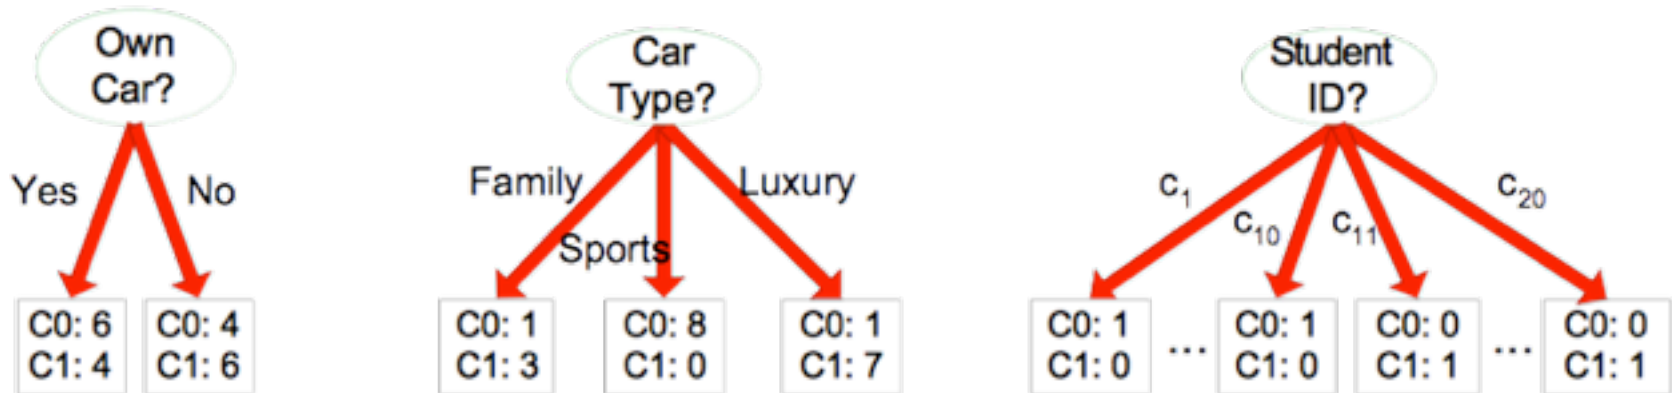 Own
Car?
Yes
No
C0: 6
C1: 4
C0: 4
C1: 6
Car
Type?
Family
Sports
Luxury
C0: 1
C1: 3
C0: 8
C1: 0
C0: 1
C1: 7
Student
ID?
c1
c10
c11
c20
C0: 1
C1: 0
...
C0: 1
C1: 0
C0: 0
C1: 1
...
C0: 0
C1: 1